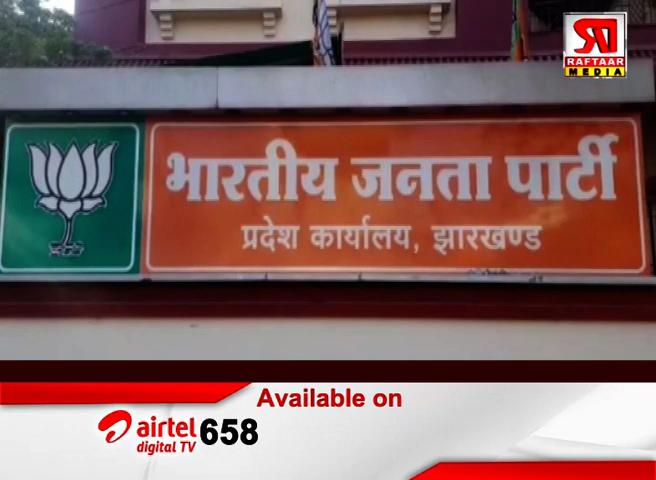 RAFTAAR
MEDIA
भारतीय जनता पार्टी
प्रदेश कार्यालय, झारखण्ड
Available on
airtel 658
digital TV